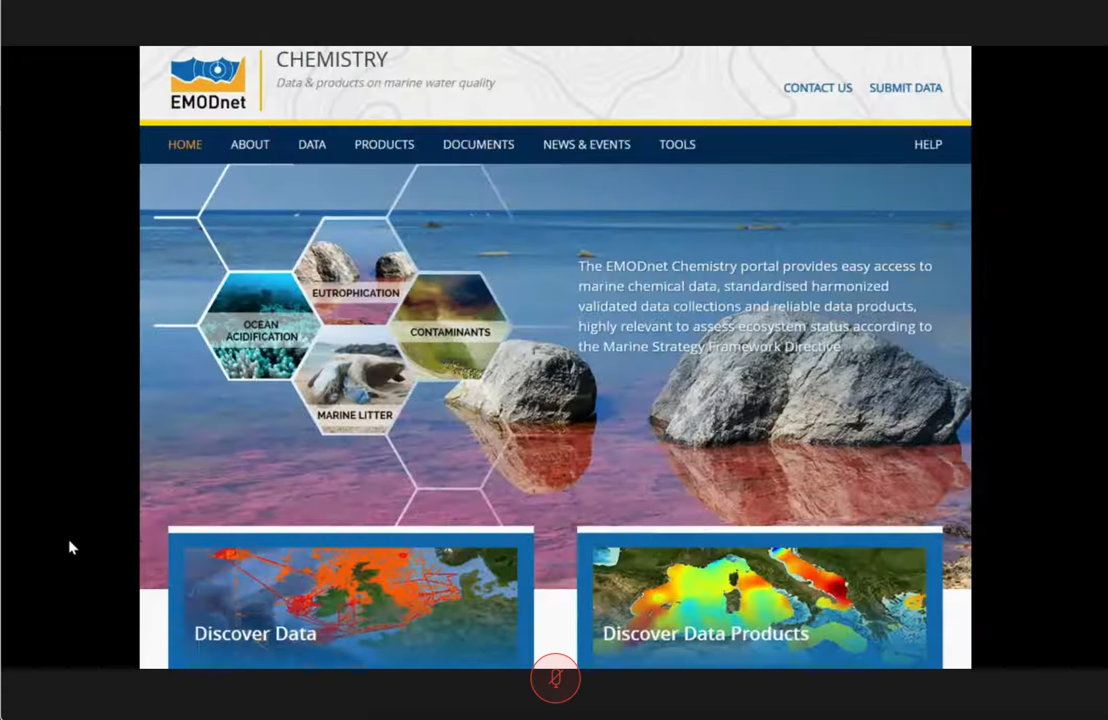 CHEMISTRY
Data & products on marine water quality
EMODnet
CONTACT US SUBMIT DATA
HOME ABOUT DATA PRODUCTS DOCUMENTS NEWS & EVENTS TOOLS HELP
EUTROPHICATION
OCEAN
ACIDIFICATION
CONTAMINANTS
MARINE LITTER
The EMODnet Chemistry portal provides easy access to
marine chemical data, standardised harmonized
validated data collections and reliable data products,
highly relevant to assess ecosystem status according to
the Marine Strategy Framework Directive
Discover Data
Discover Data Products